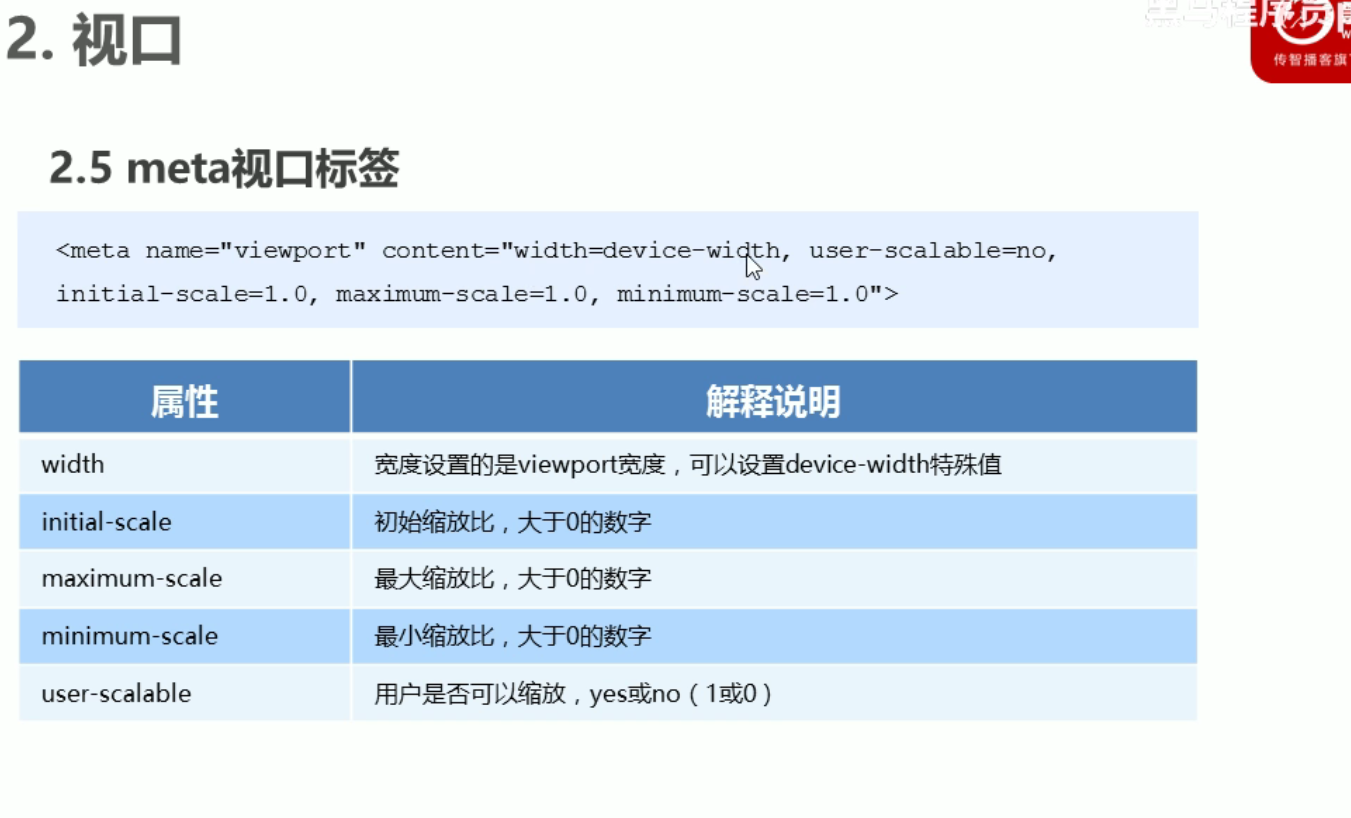 2. 视口
传智播客旗
2.5 meta视口标签
<meta name="viewport" content="width=device-width, user-scalable=no,
initial-scale=1.0, maximum-scale=1.0, minimum-scale=1.0">
属性 解释说明
width 宽度设置的是viewport宽度，可以设置device-width特殊值
initial-scale 初始缩放比，大于0的数字
maximum-scale 最大缩放比，大于0的数字
minimum-scale 最小缩放比，大于0的数字
user-scalable 用户是否可以缩放，yes或no（1或0）